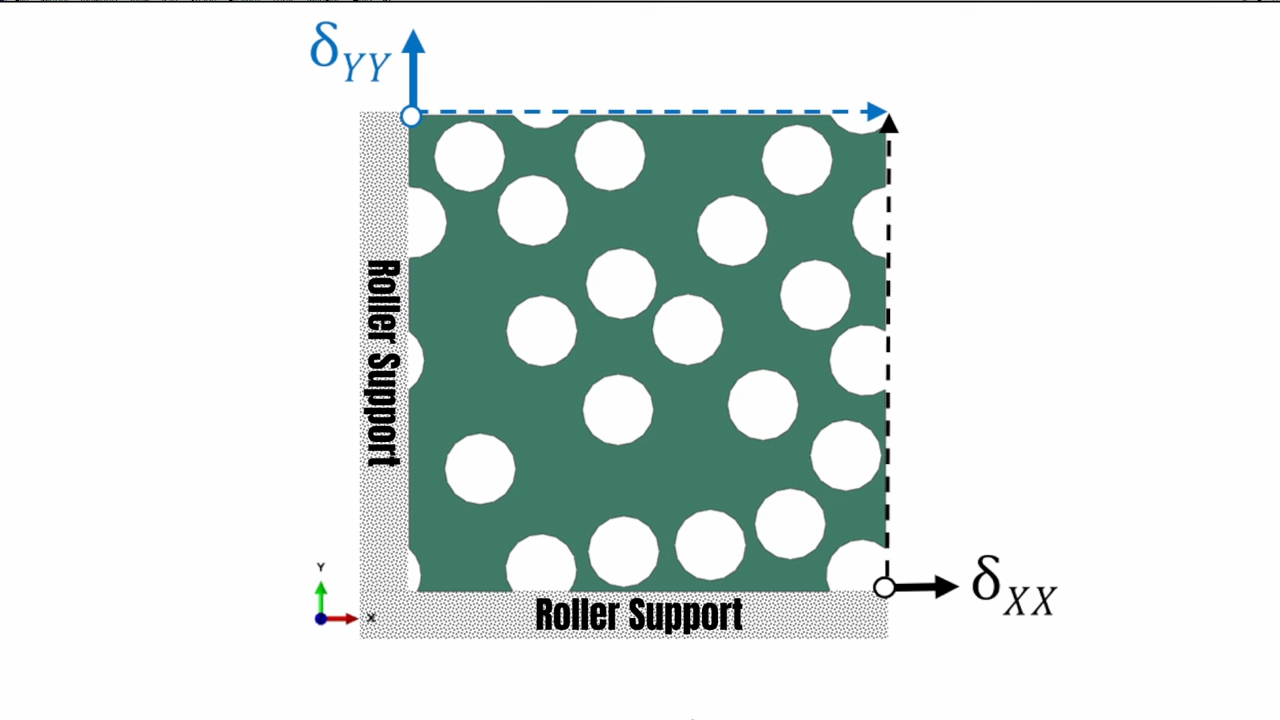 δYY
Roller Support
Y
X
Roller Support
δXX